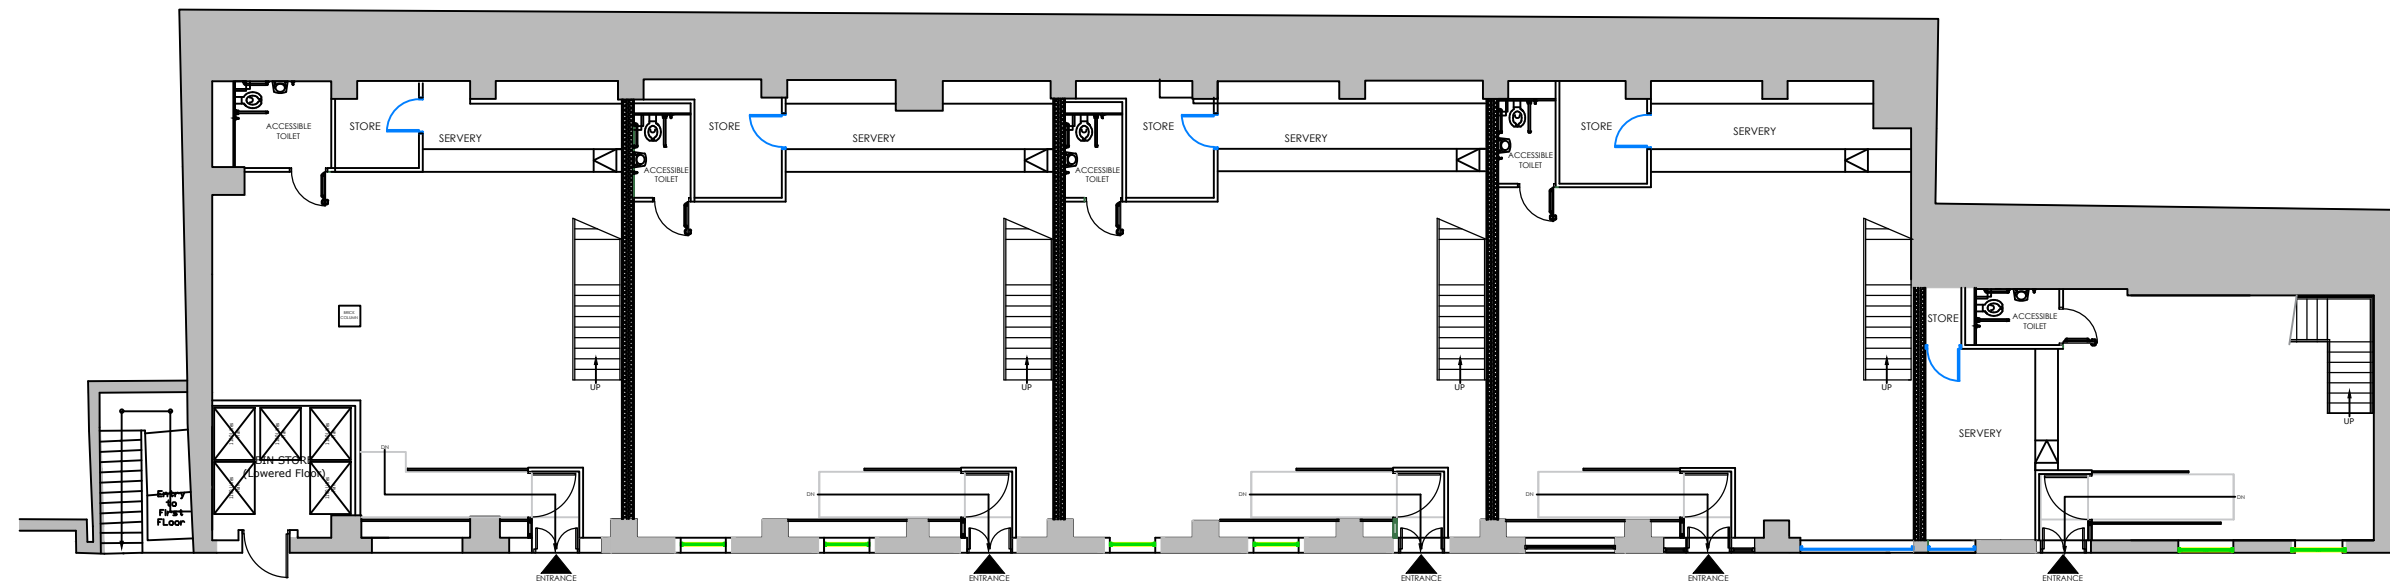 ACCESSIBLE
TOILET
STORE
SERVERY
STORE
SERVERY
ACCESSIBLE
TOILET
STORE
SERVERY
ACCESSIBLE
TOILET
STORE
SERVERY
ACCESSIBLE
TOILET
BRICK
COLUMN
STORE
ACCESSIBLE
TOILET
UP
UP
UP
UP
UP
SERVERY
DN
BIN STORE
(Lowered Floor)
Entry
to
First
FLoor
DN
DN
DN
DN
ENTRANCE
ENTRANCE
ENTRANCE
ENTRANCE
ENTRANCE